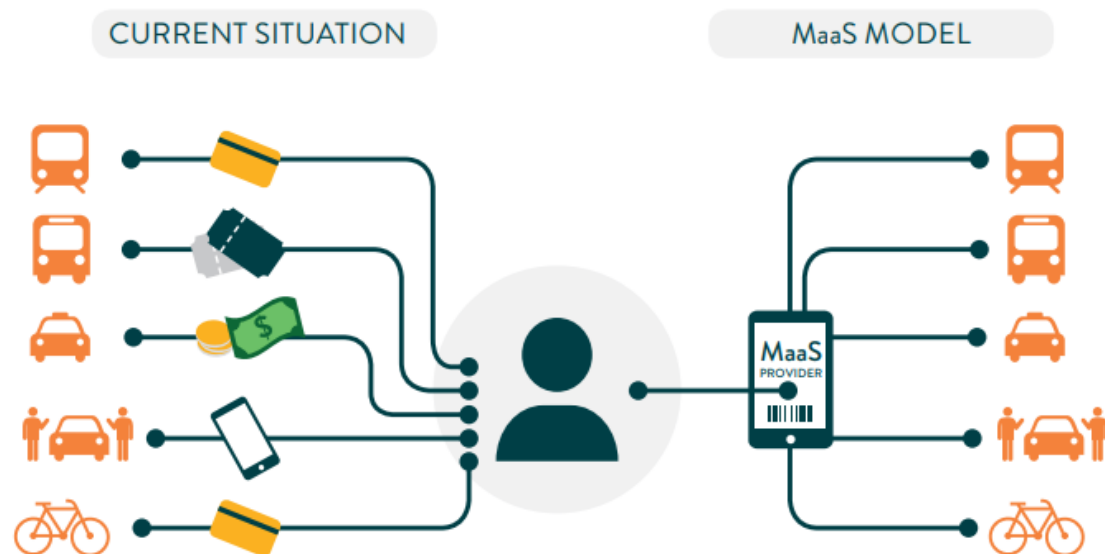 CURRENT SITUATION
MaaS MODEL
$
MaaS
PROVIDER